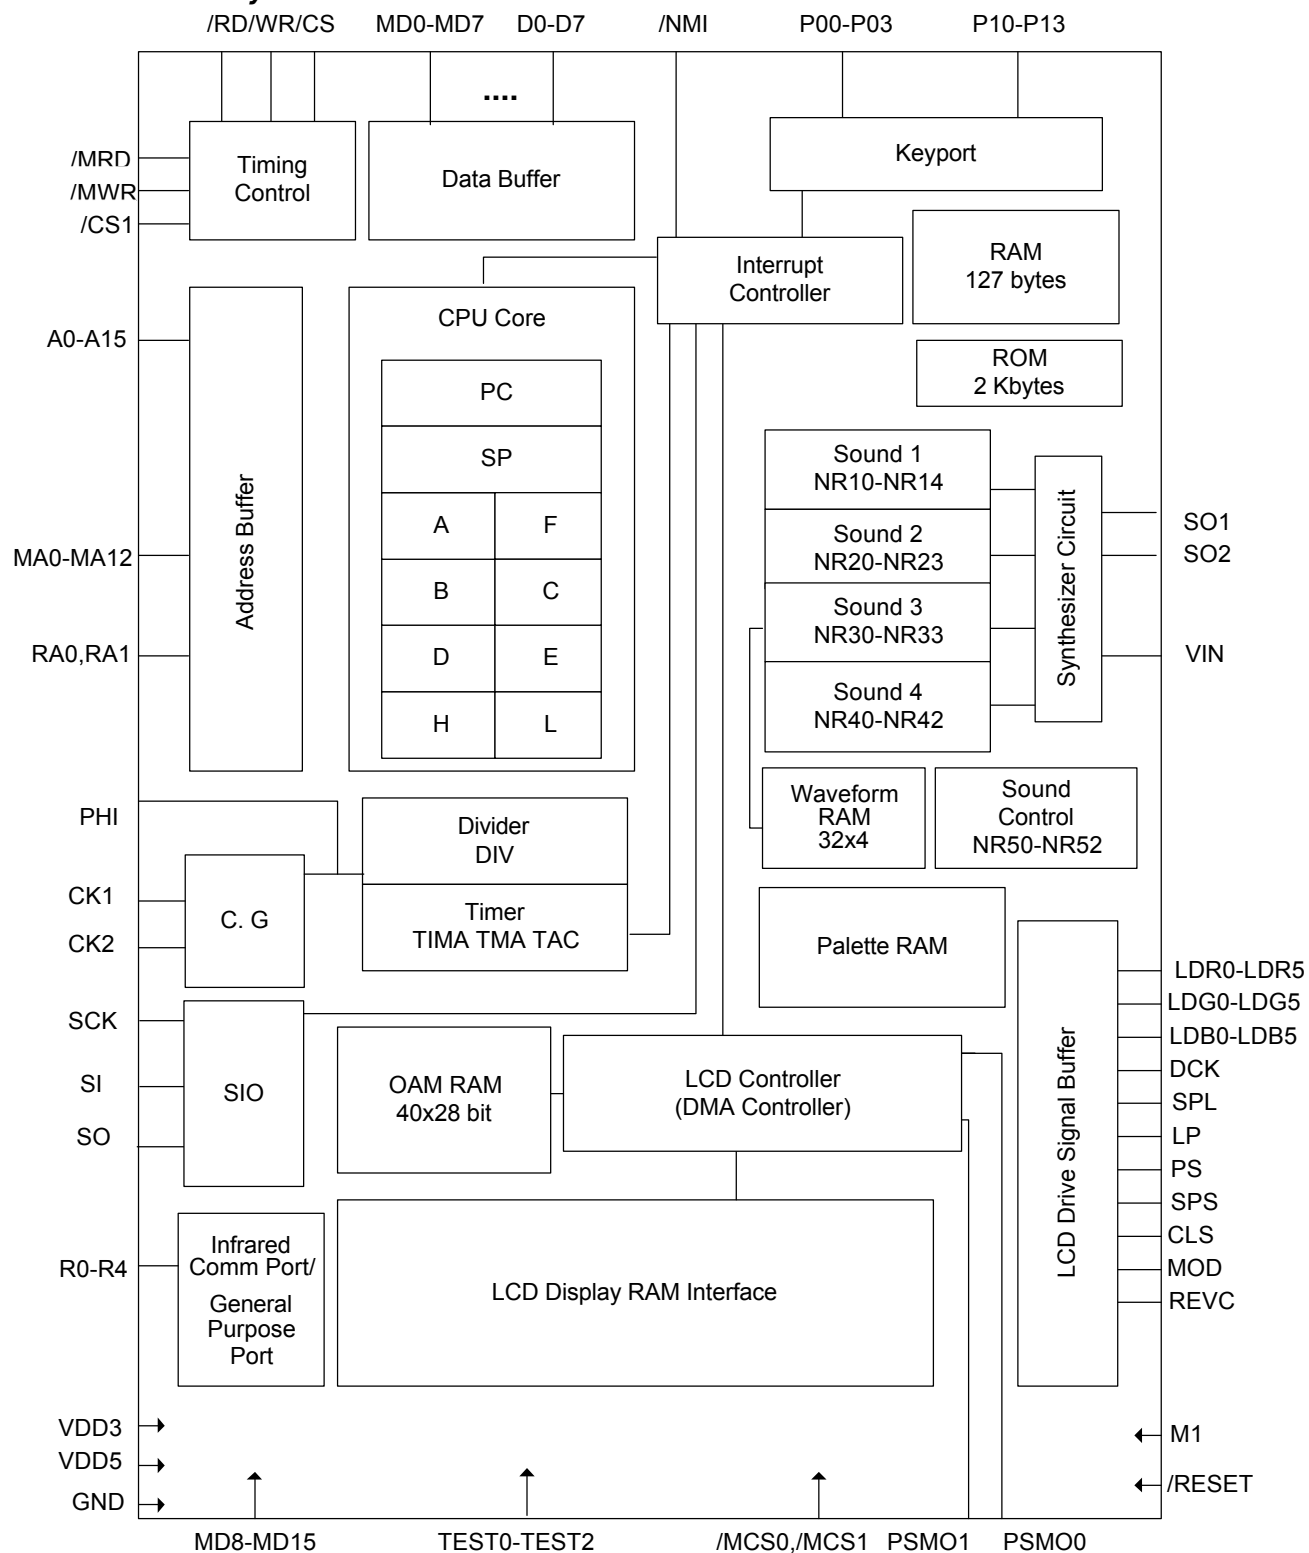 /RD/WR/CS MD0-MD7 D0-D7 /NMI P00-P03 P10-P13
....
/MRD
/MWR
/CS1
Timing
Control
Data Buffer
Keyport
Interrupt
Controller
RAM
127 bytes
ROM
2 Kbytes
A0-A15
MA0-MA12
RA0,RA1
Address Buffer
CPU Core
PC
SP
A F
B C
D E
H L
Sound 1
NR10-NR14
Sound 2
NR20-NR23
Sound 3
NR30-NR33
Sound 4
NR40-NR42
Synthesizer Circuit
SO1
SO2
VIN
Waveform
RAM
32x4
Sound
Control
NR50-NR52
PHI
CK1
CK2
C. G
Divider
DIV
Timer
TIMA TMA TAC
Palette RAM
SCK
SI
SO
SIO
OAM RAM
40x28 bit
LCD Controller
(DMA Controller)
LCD Drive Signal Buffer
LDR0-LDR5
LDG0-LDG5
LDB0-LDB5
DCK
SPL
LP
PS
SPS
CLS
MOD
REVC
R0-R4
Infrared
Comm Port/
General
Purpose
Port
LCD Display RAM Interface
VDD3
VDD5
GND
M1
/RESET
MD8-MD15 TEST0-TEST2 /MCS0,/MCS1 PSMO1 PSMO0